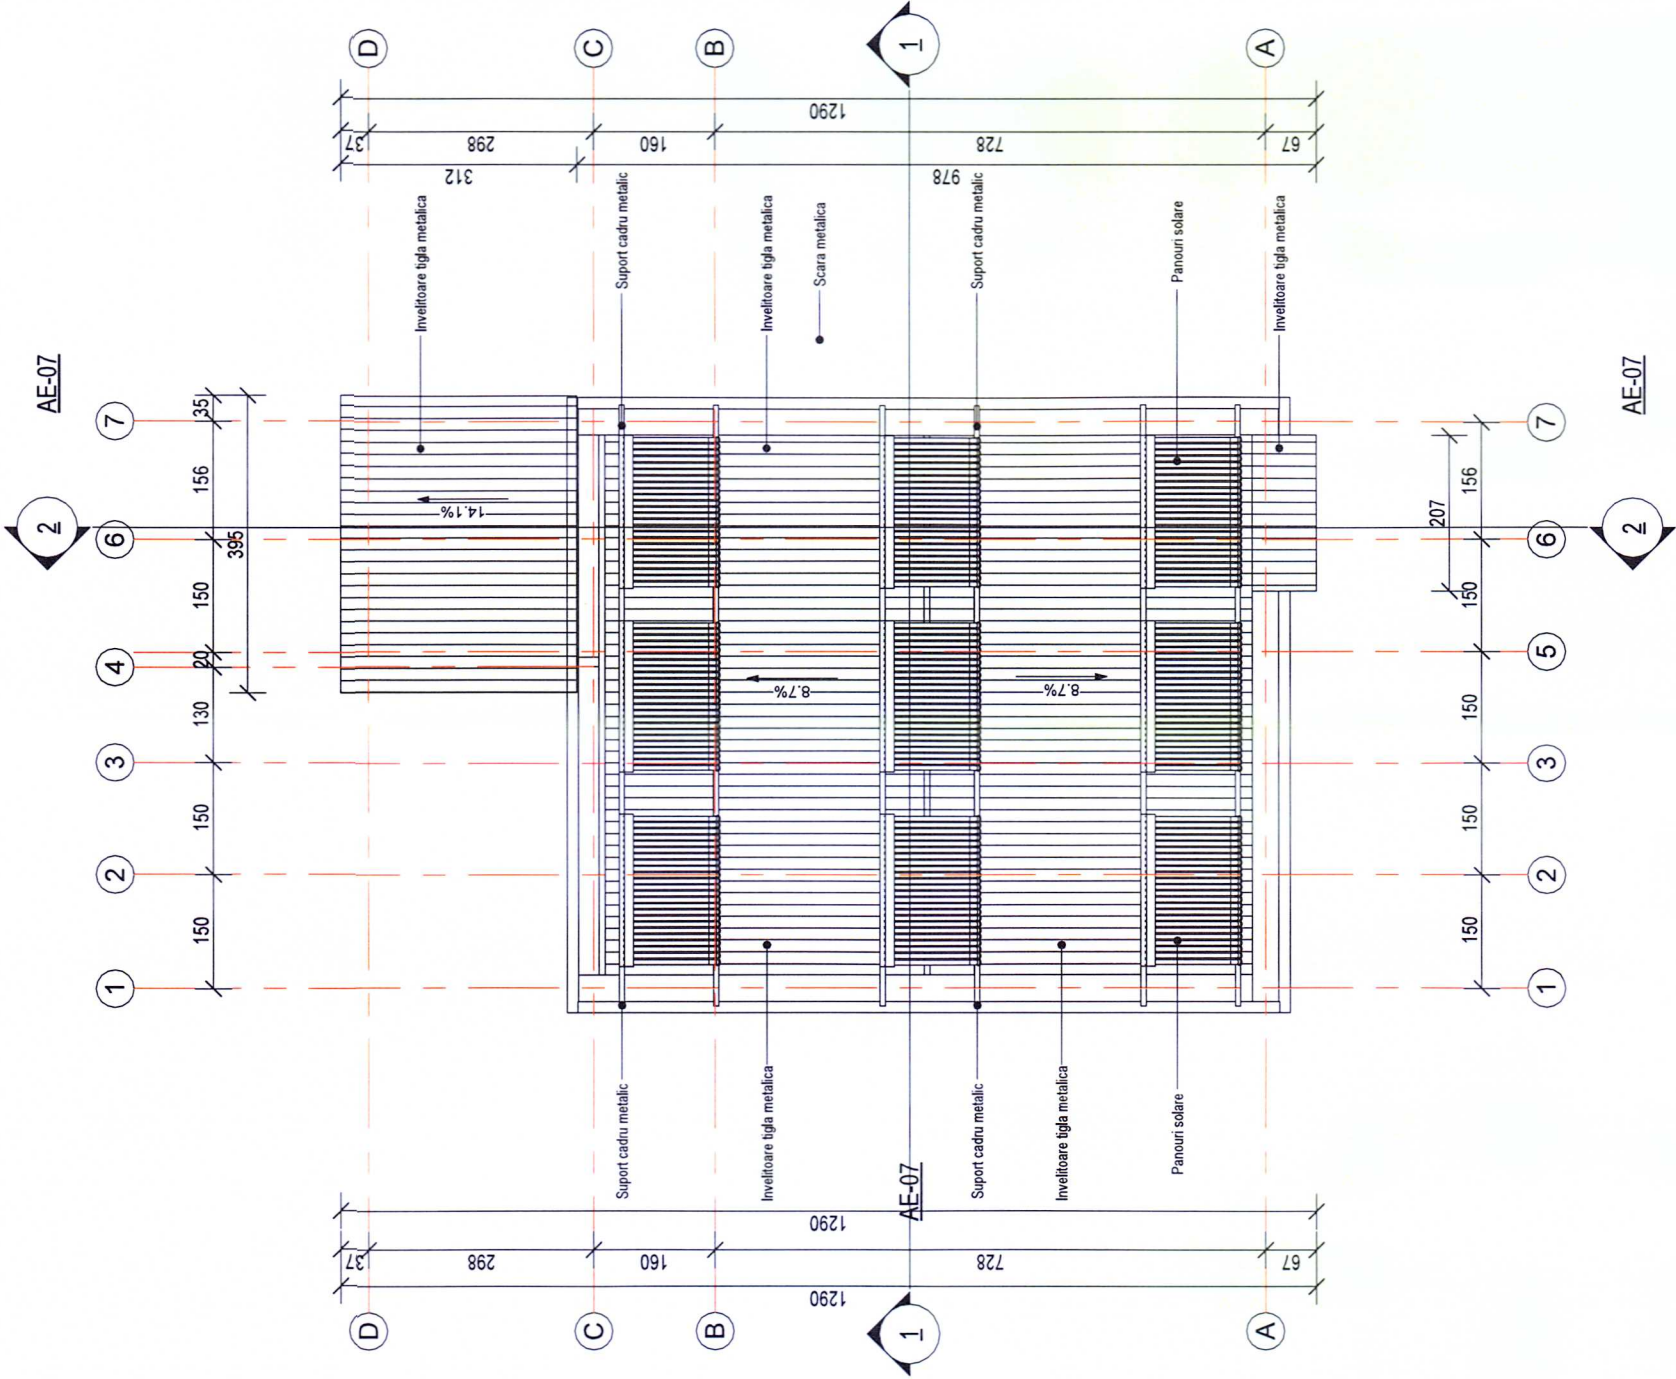 D
C
B
1
A
1290
37
298
160
728
67
312
978
Invelitoare tigla metalica
Suport cadru metalic
Invelitoare tigla metalica
Scara metalica
Suport cadru metalic
Panouri solare
Invelitoare tigla metalica
AE-07
AE-07
7
6
4
3
2
1
2
35
156
150
20
130
150
150
395
14.1%
8.7%
8.7%
207
156
150
150
150
150
7
6
5
3
2
1
2
Suport cadru metalic
Invelitoare tigla metalica
AE-07
Suport cadru metalic
Invelitoare tigla metalica
Panouri solare
1290
37
298
160
728
67
1290
D
C
B
1
A